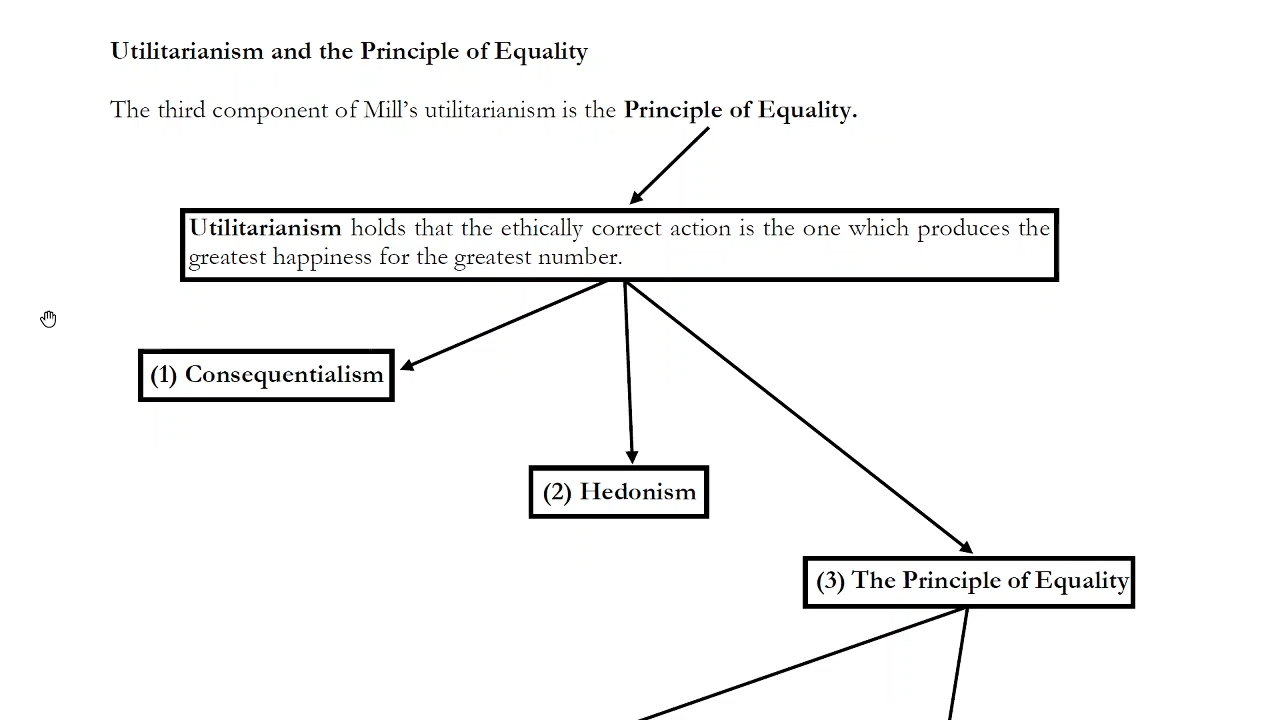 Utilitarianism and the Principle of Equality
The third component of Mill’s utilitarianism is the Principle of Equality.
Utilitarianism holds that the ethically correct action is the one which produces the
greatest happiness for the greatest number.
(1) Consequentialism
(2) Hedonism
(3) The Principle of Equality